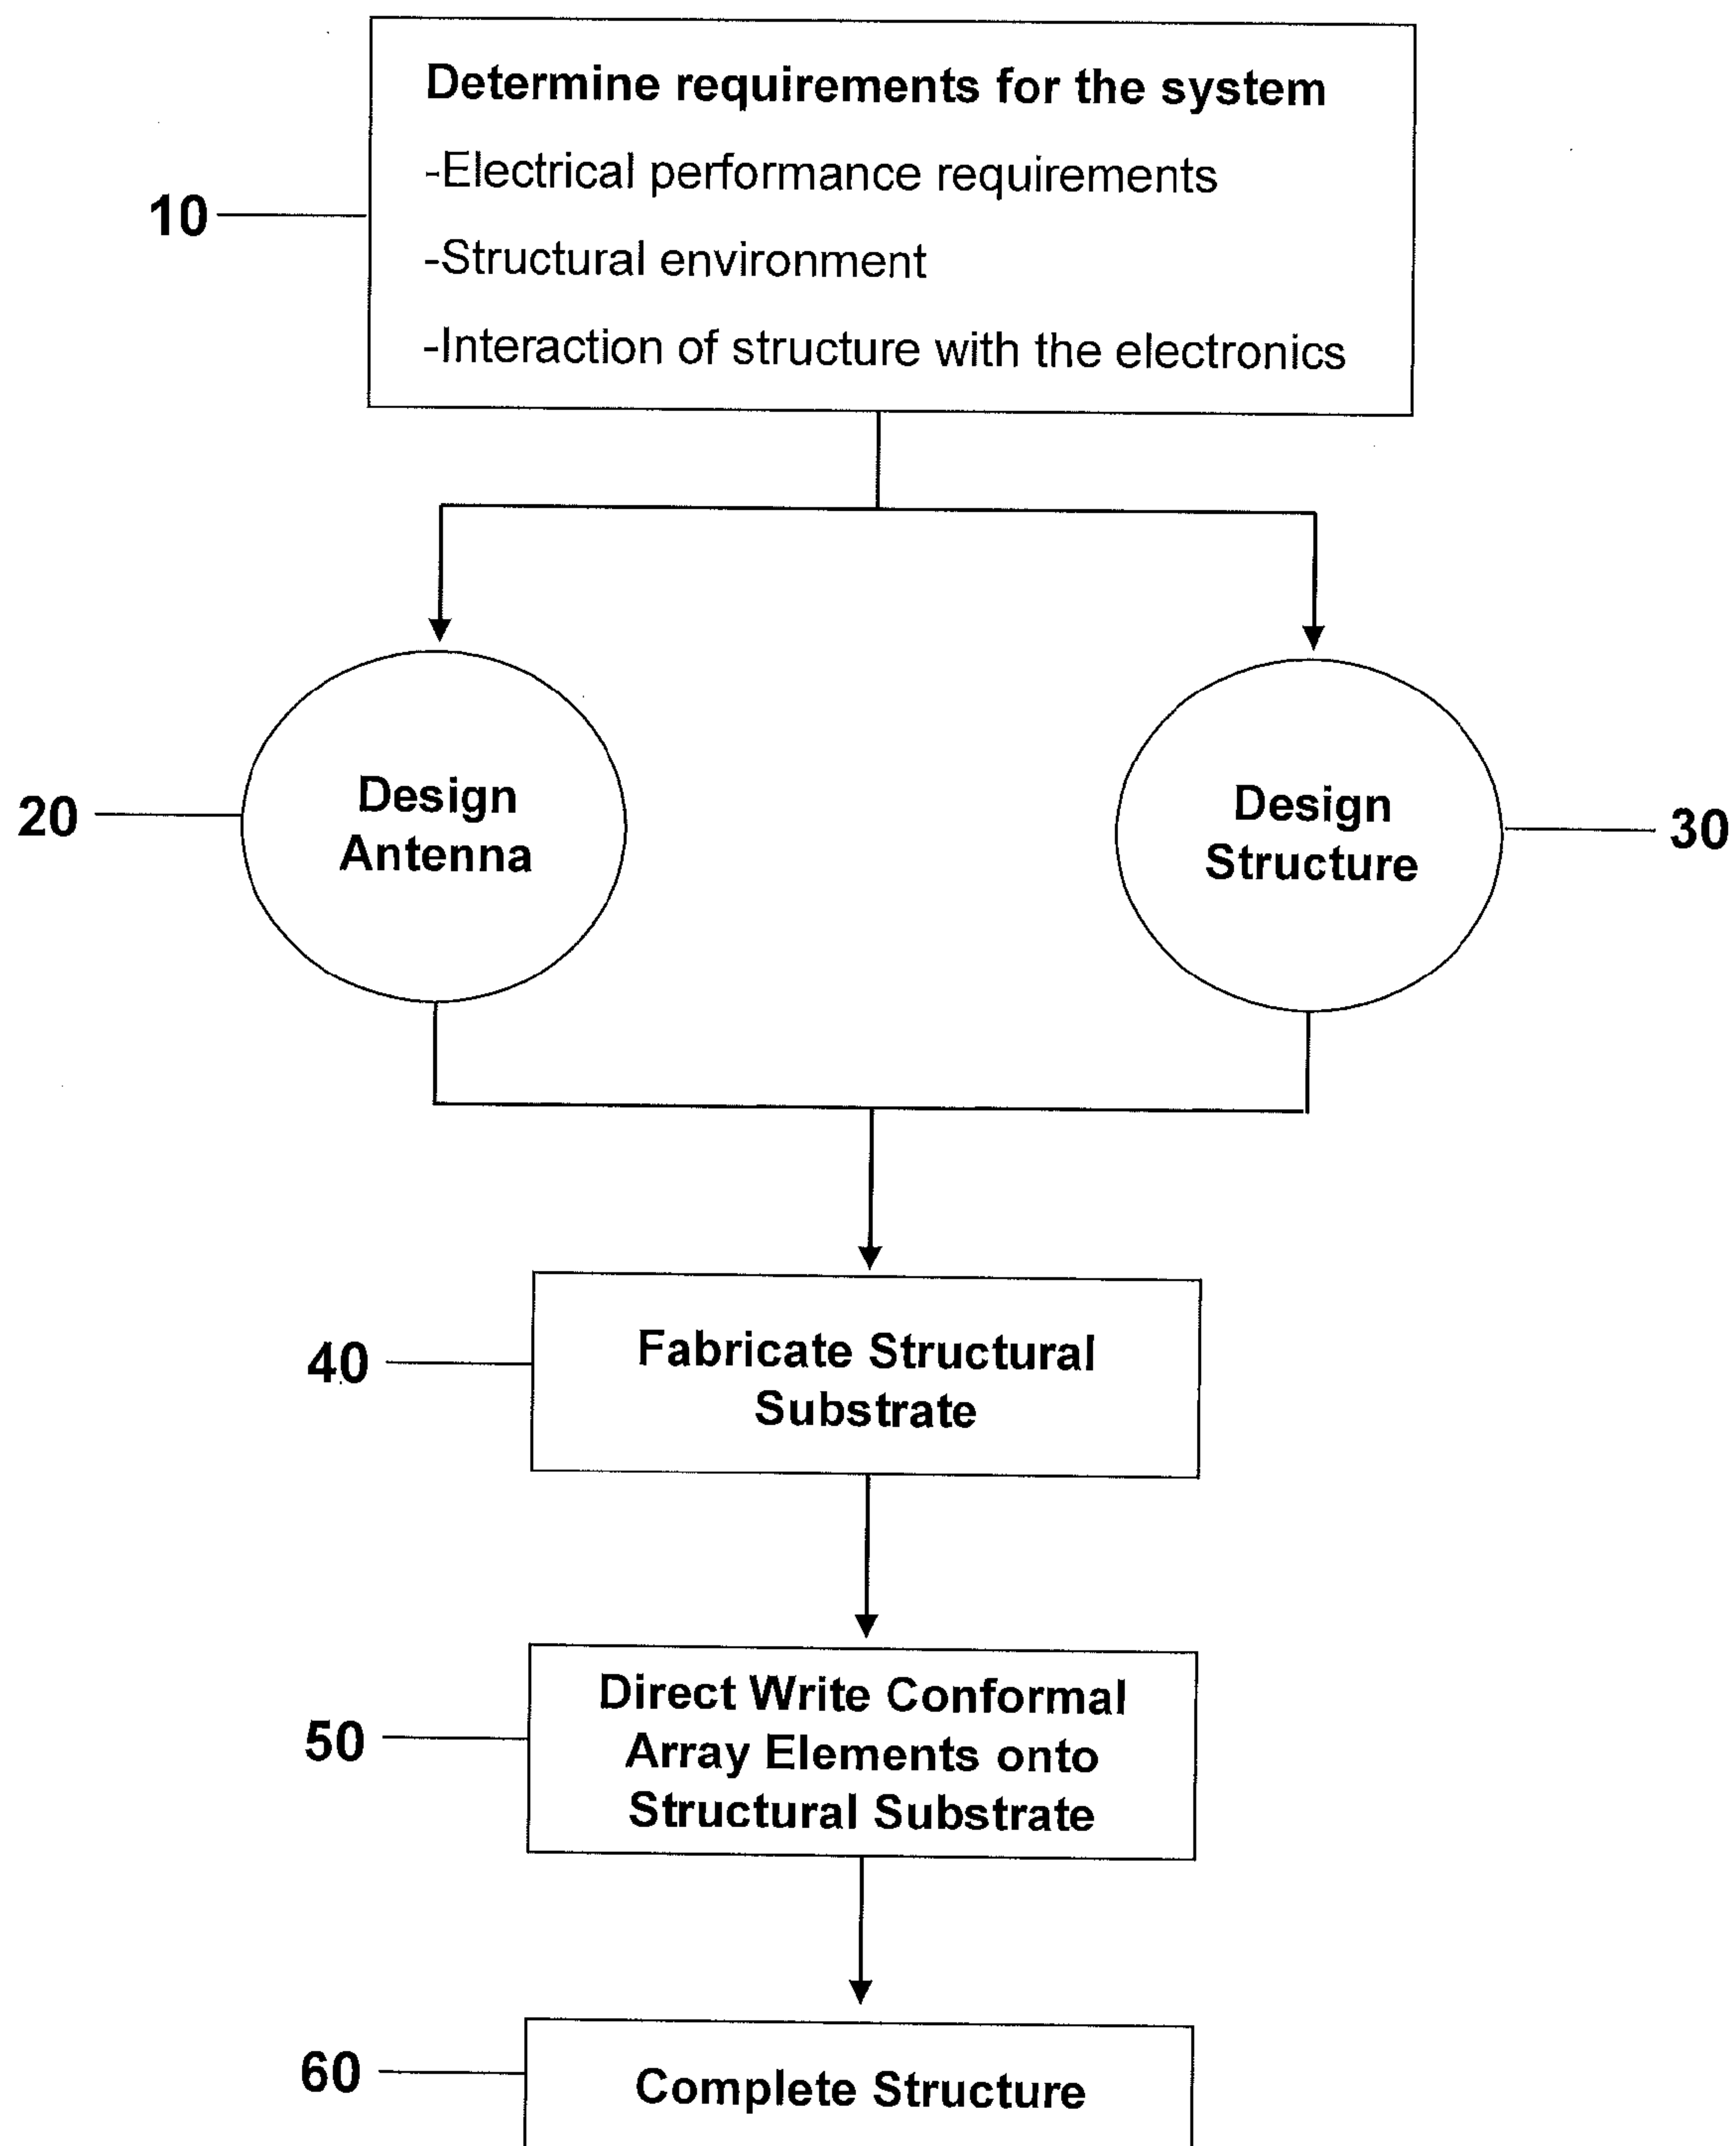 Determine requirements for the system
-Electrical performance requirements
10
-Structural environment
-Interaction of structure with the electronics
20
Design
Antenna
Design
Structure
30
40
Fabricate Structural
Substrate
50
Direct Write Conformal
Array Elements onto
Structural Substrate
60
Complete Structure